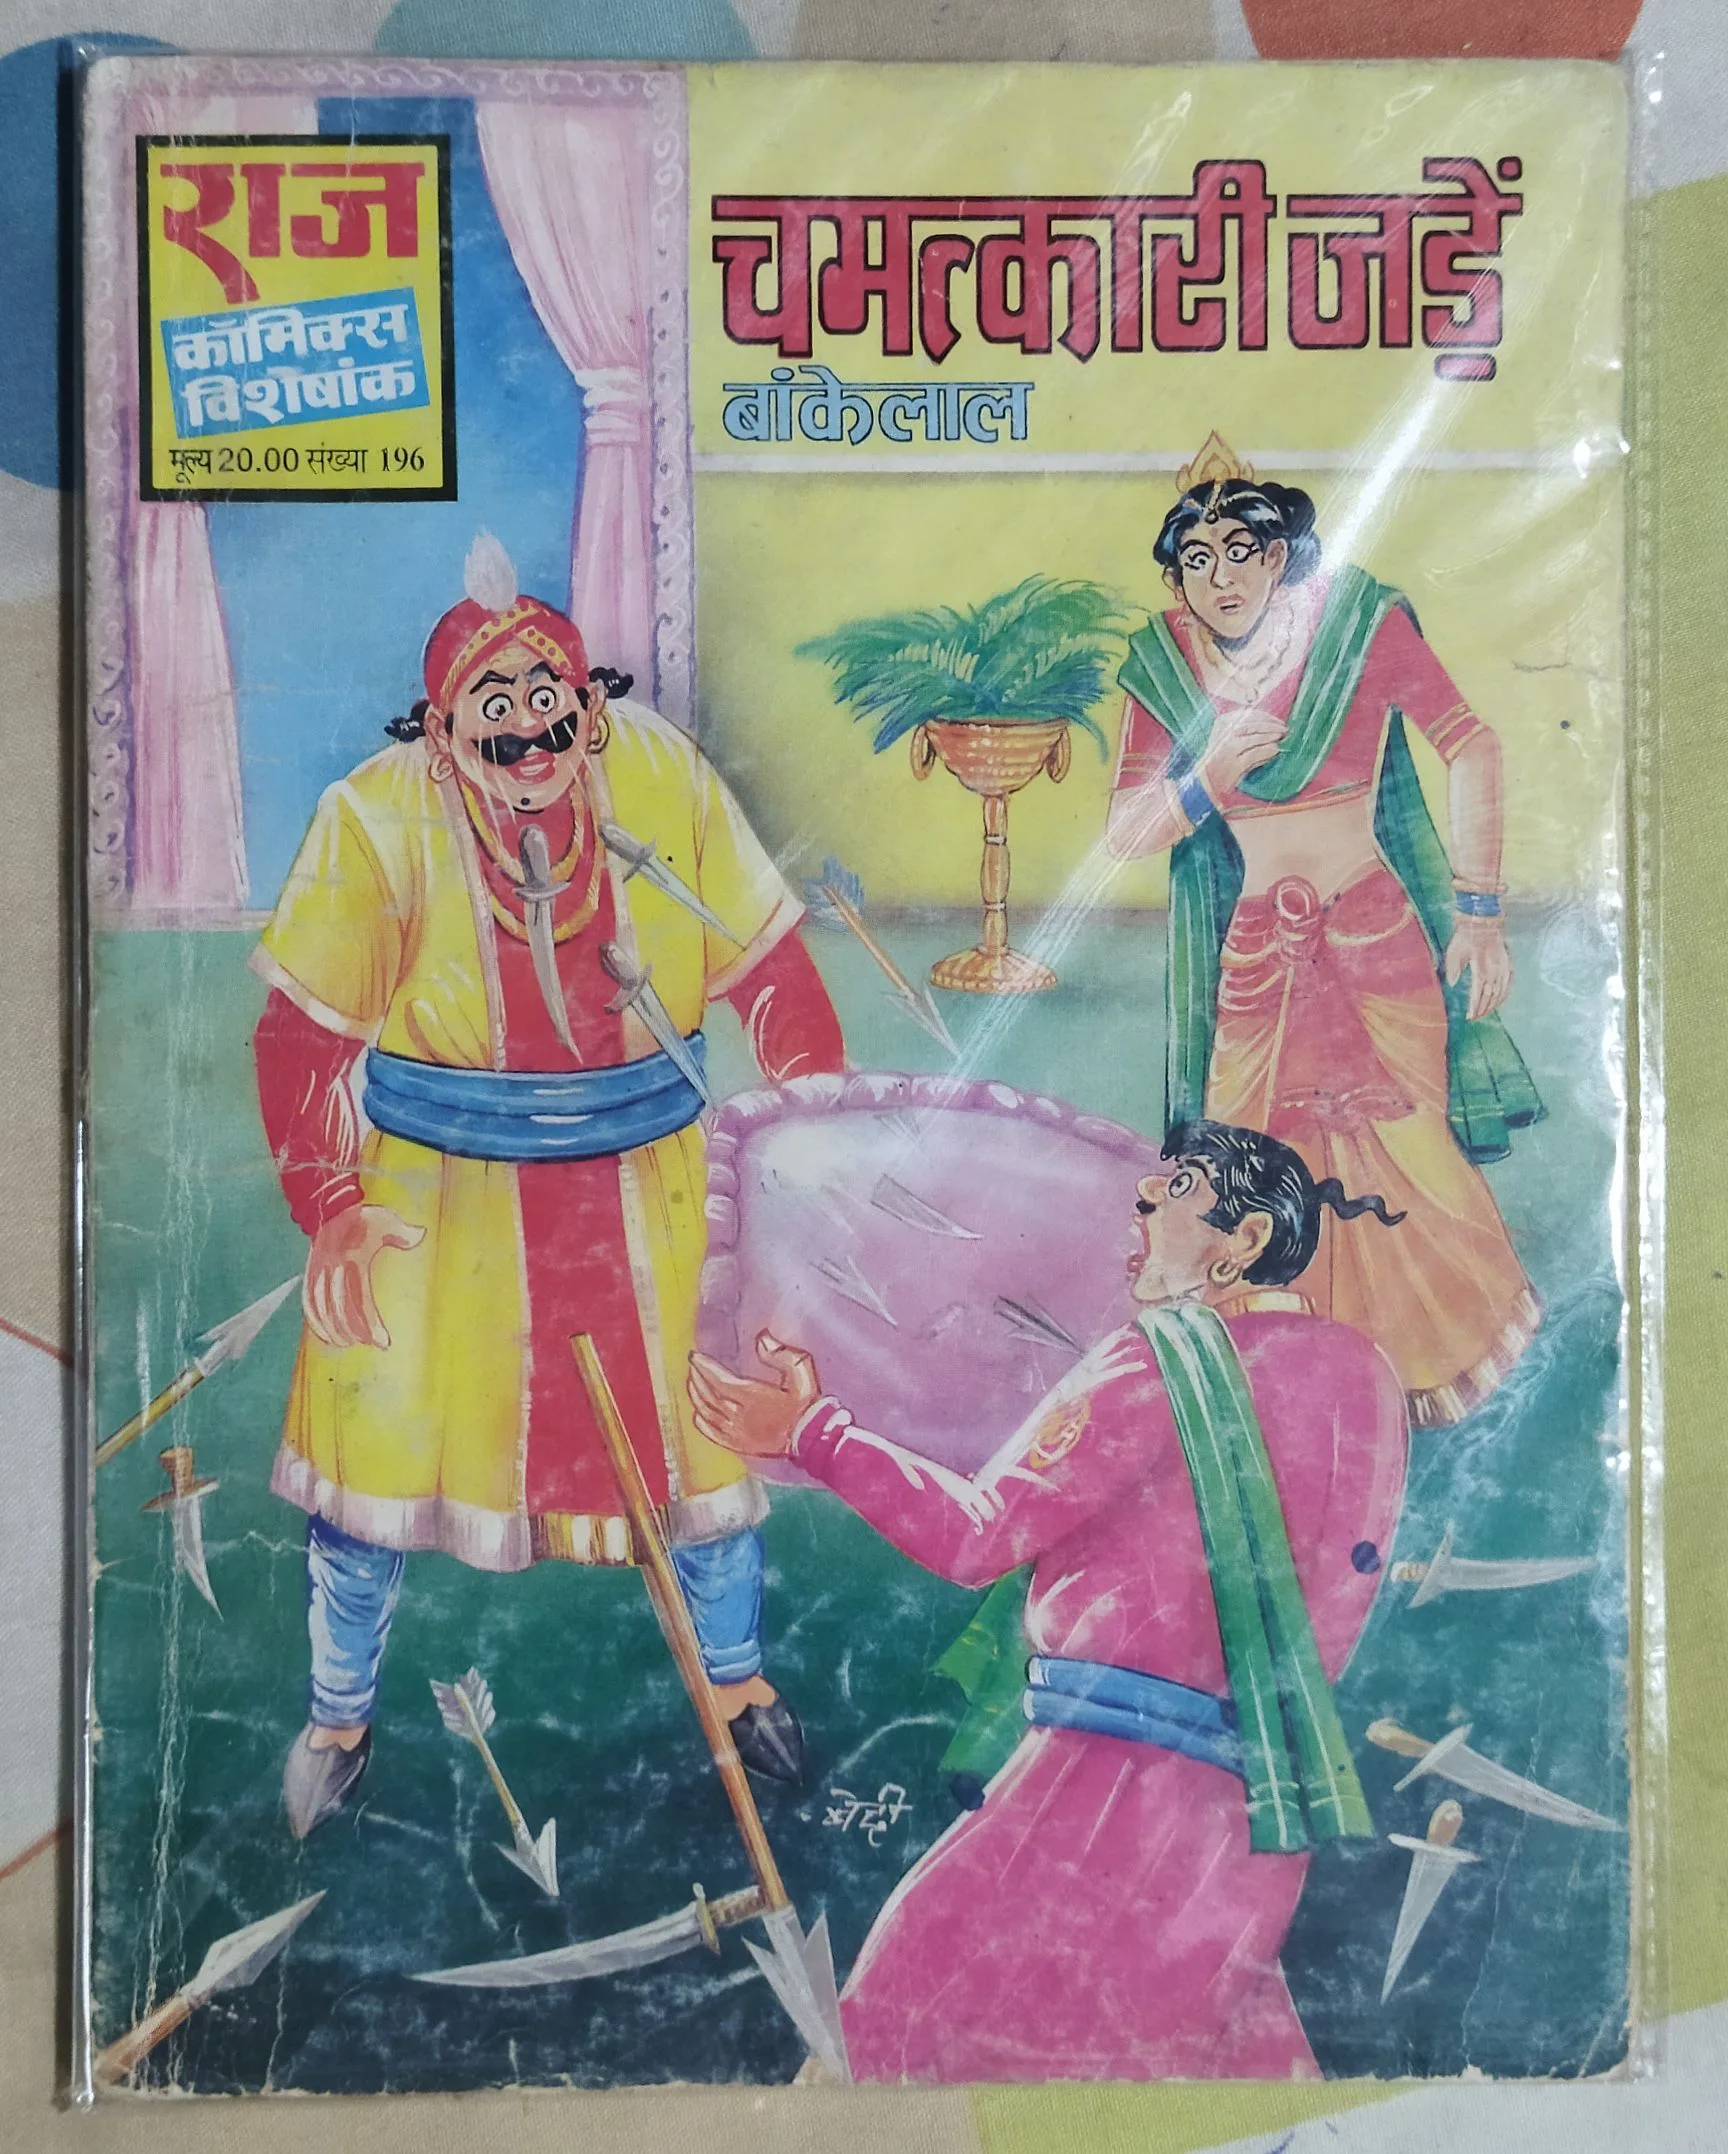 राज
कॉमिक्स
विशेषांक
मूल्य 20.00 संख्या 196
चमत्कारी जड़ें
बांकेलाल
बेदी